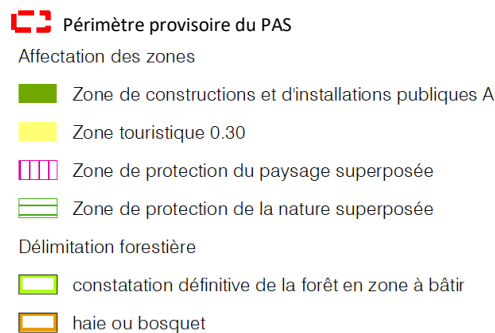 Périmètre provisoire du PAS
Affectation des zones
Zone de constructions et d'installations publiques A
Zone touristique 0.30
Zone de protection du paysage superposée
Zone de protection de la nature superposée
Délimitation forestière
constatation définitive de la forêt en zone à bâtir
haie ou bosquet